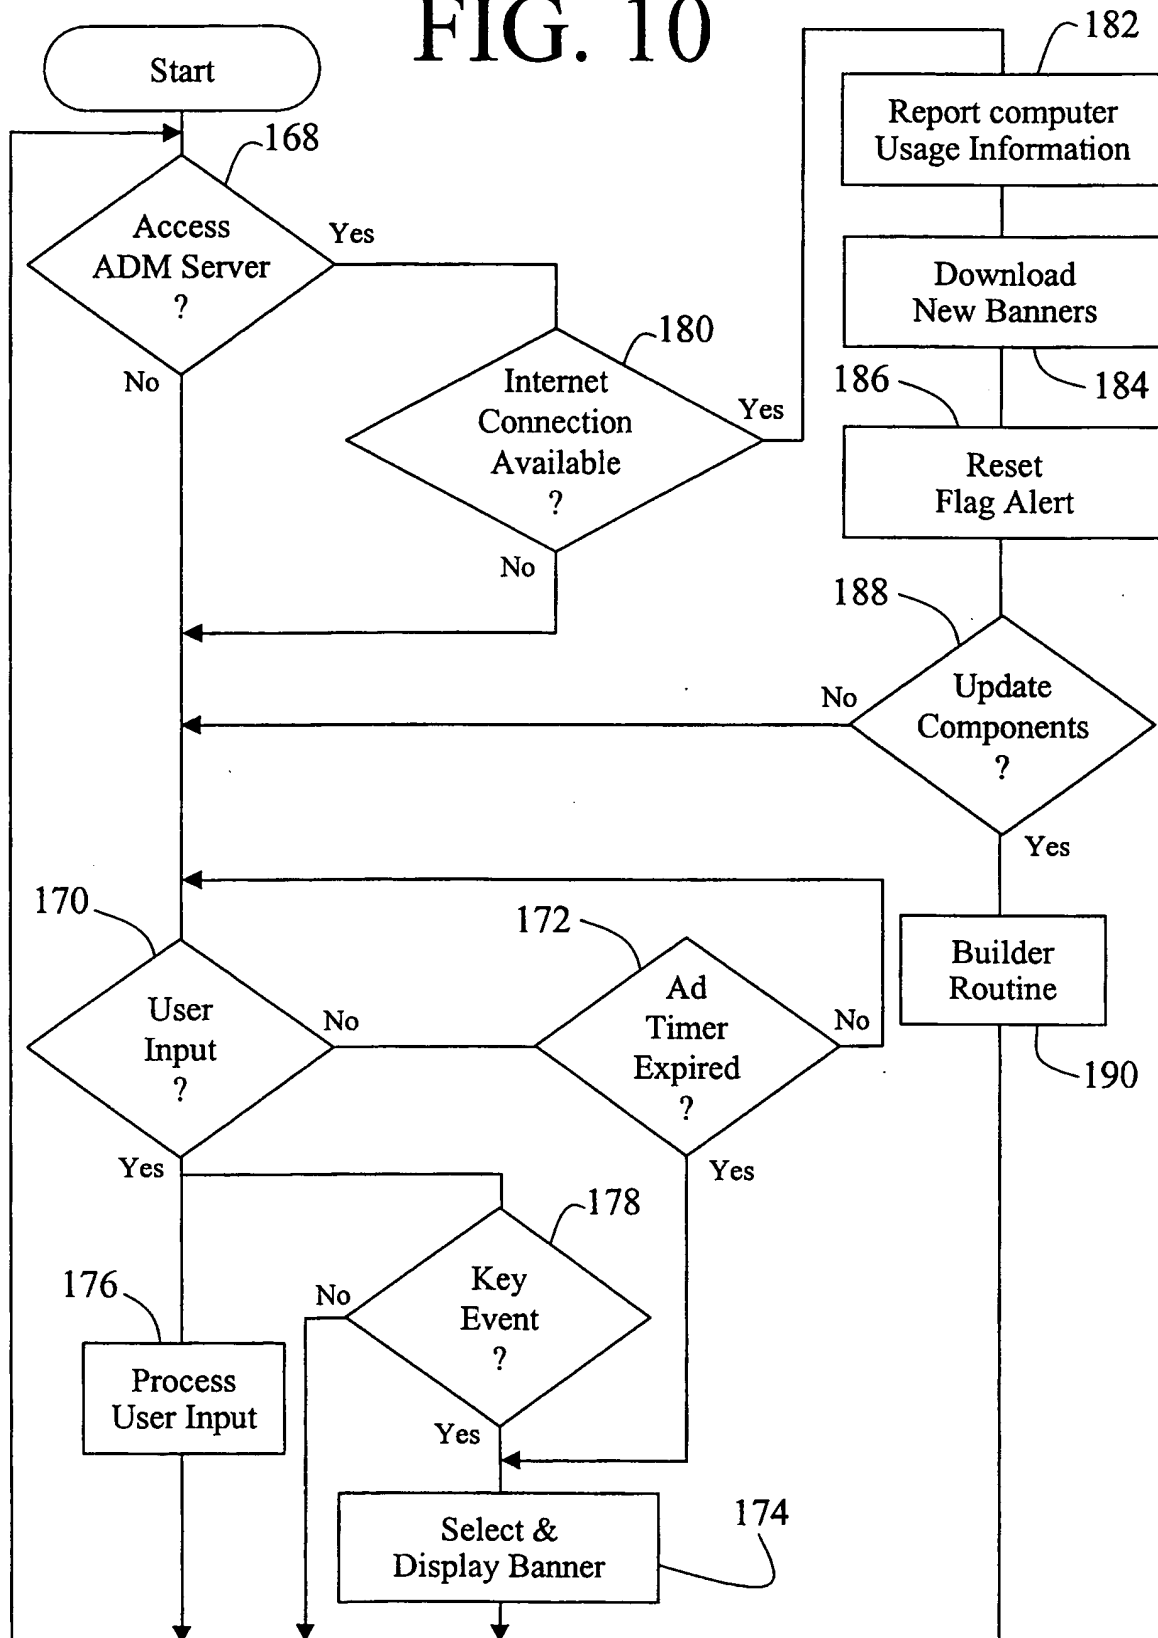 FIG. 10
Start
168
Access
ADM Server
?
Yes
No
180
Internet
Connection
Available
?
Yes
No
182
Report computer
Usage Information
Download
New Banners
184
186
Reset
Flag Alert
188
Update
Components
?
No
Yes
Builder
Routine
190
170
User
Input
?
No
Yes
172
Ad
Timer
Expired
?
No
Yes
178
Key
Event
?
No
Yes
176
Process
User Input
Select &
Display Banner
174